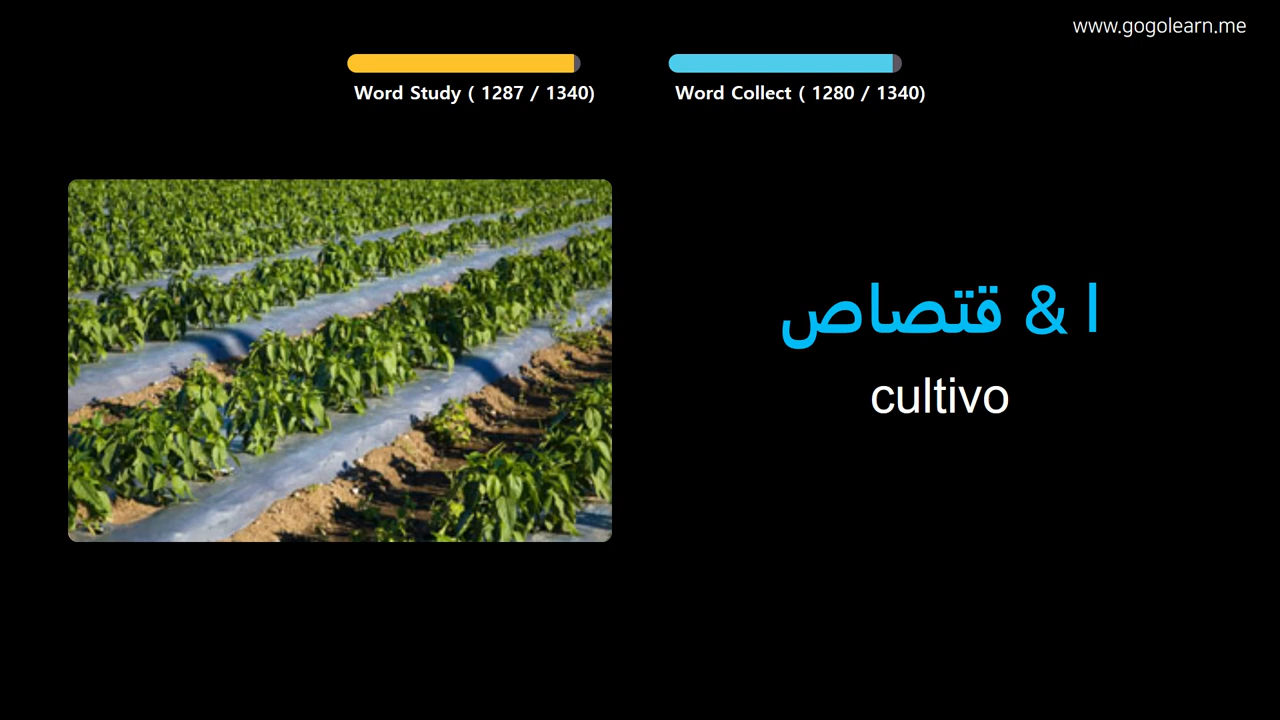 www.gogolearn.me
Word Study ( 1287 / 1340)
Word Collect ( 1280 / 1340)
ا & قتصاص
cultivo